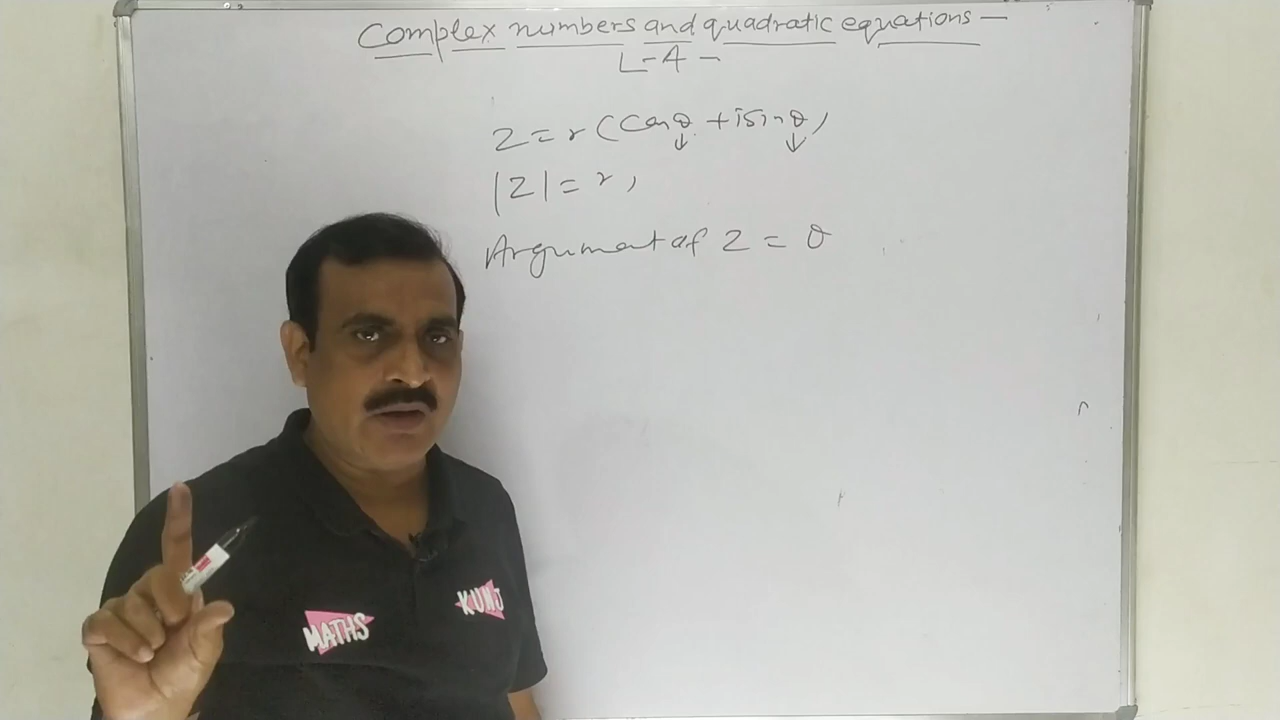 Complex numbers and quadratic equations —
L-4 -
Z = r (Cosθ + iSinθ)
|Z| = r,
Argument of Z = θ
MATHS
KUNJ